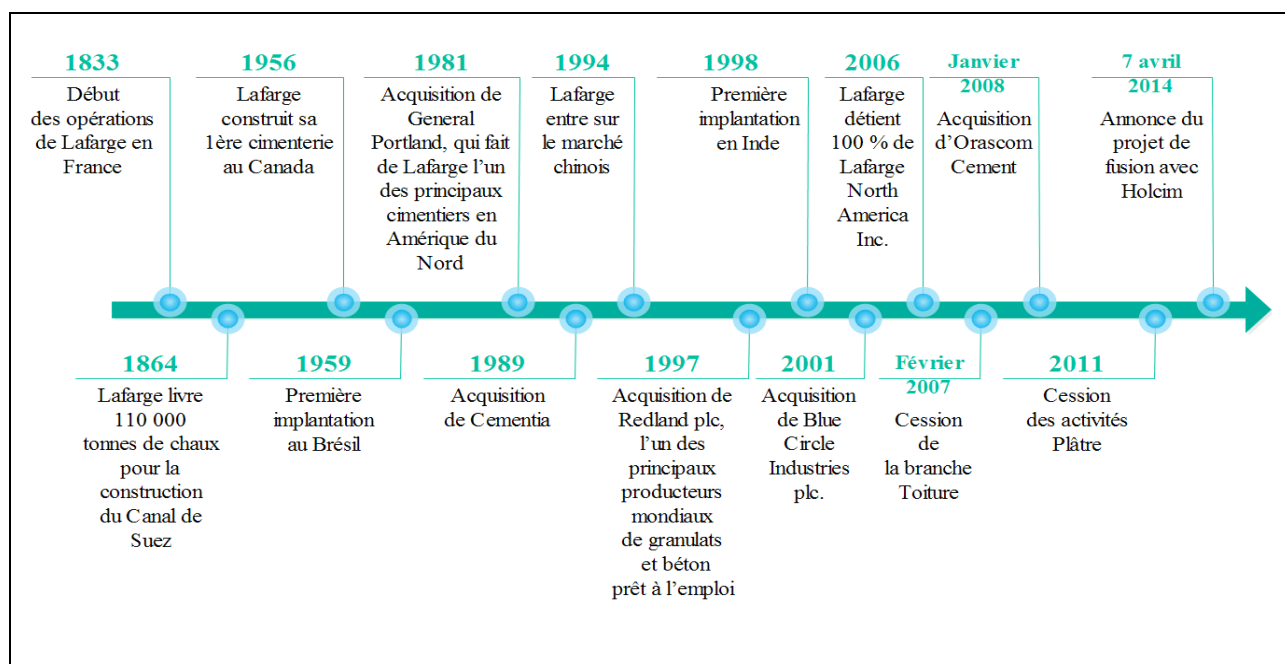 1833
Début
des opérations
de Lafarge en
France
1956
Lafarge
construit sa
1ère cimenterie
au Canada
1981
Acquisition de
General
Portland, qui fait
de Lafarge l’un
des principaux
cimentiers en
Amérique du
Nord
1994
Lafarge
entre sur
le marché
chinois
1998
Première
implantation
en Inde
2006
Lafarge
détient
100 % de
Lafarge
North
America
Inc.
Janvier
2008
Acquisition
d’Orascom
Cement
7 avril
2014
Annonce du
projet de
fusion avec
Holcim
1864
Lafarge livre
110 000
tonnes de chaux
pour la
construction
du Canal de
Suez
1959
Première
implantation
au Brésil
1989
Acquisition
de Cementia
1997
Acquisition de
Redland plc,
l’un des
principaux
producteurs
mondiaux
de granulats
et béton
prêt à l’emploi
2001
Acquisition
de Blue
Circle
Industries
plc.
Février
2007
Cession
de
la branche
Toiture
2011
Cession
des activités
Plâtre